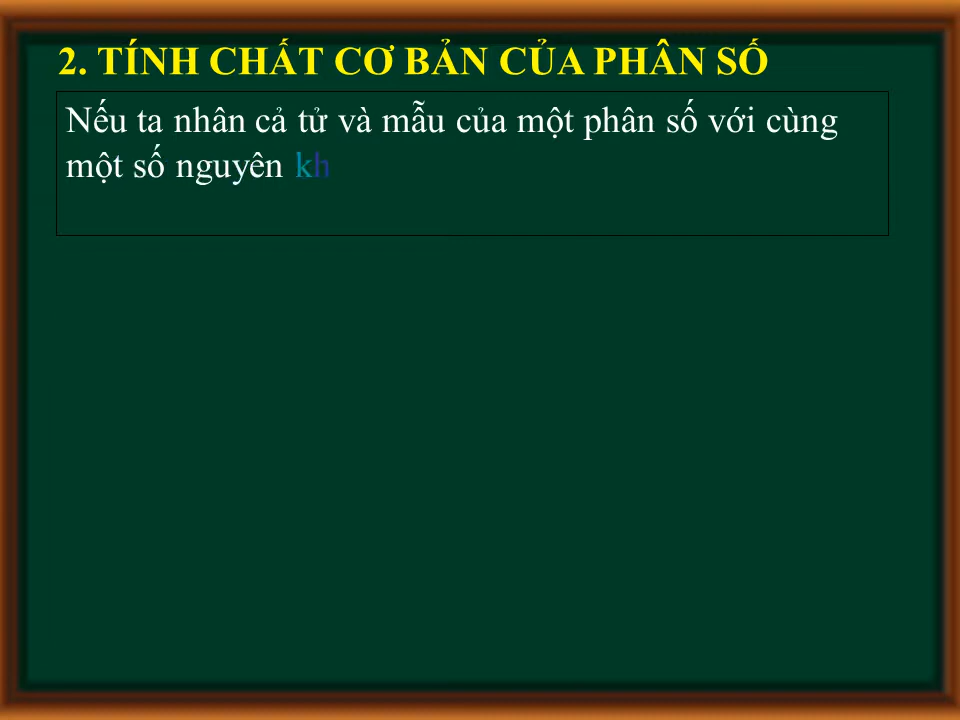 2. TÍNH CHẤT CƠ BẢN CỦA PHÂN SỐ
Nếu ta nhân cả tử và mẫu của một phân số với cùng
một số nguyên kh